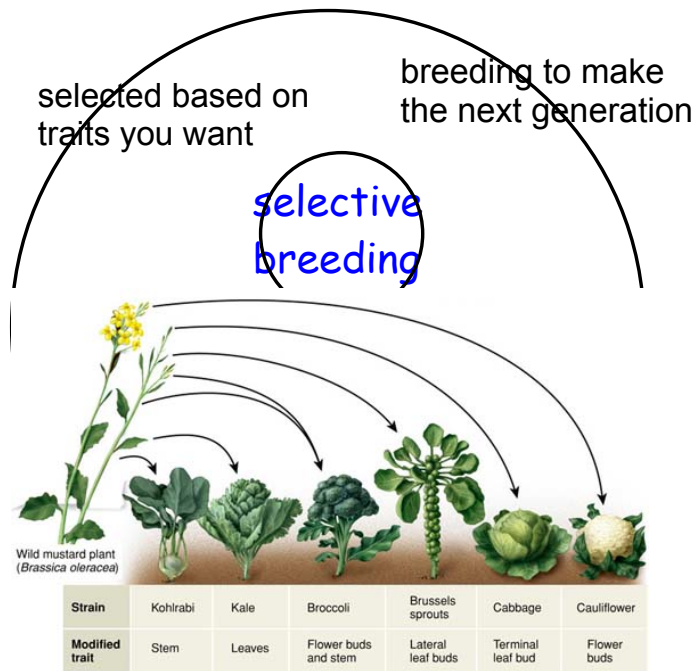 selected based on
traits you want
breeding to make
the next generation
selective
breeding
Wild mustard plant
(Brassica oleracea)
Strain Kohlrabi Kale Broccoli Brussels sprouts Cabbage Cauliflower
Modified trait Stem Leaves Flower buds and stem Lateral leaf buds Terminal leaf bud Flower buds